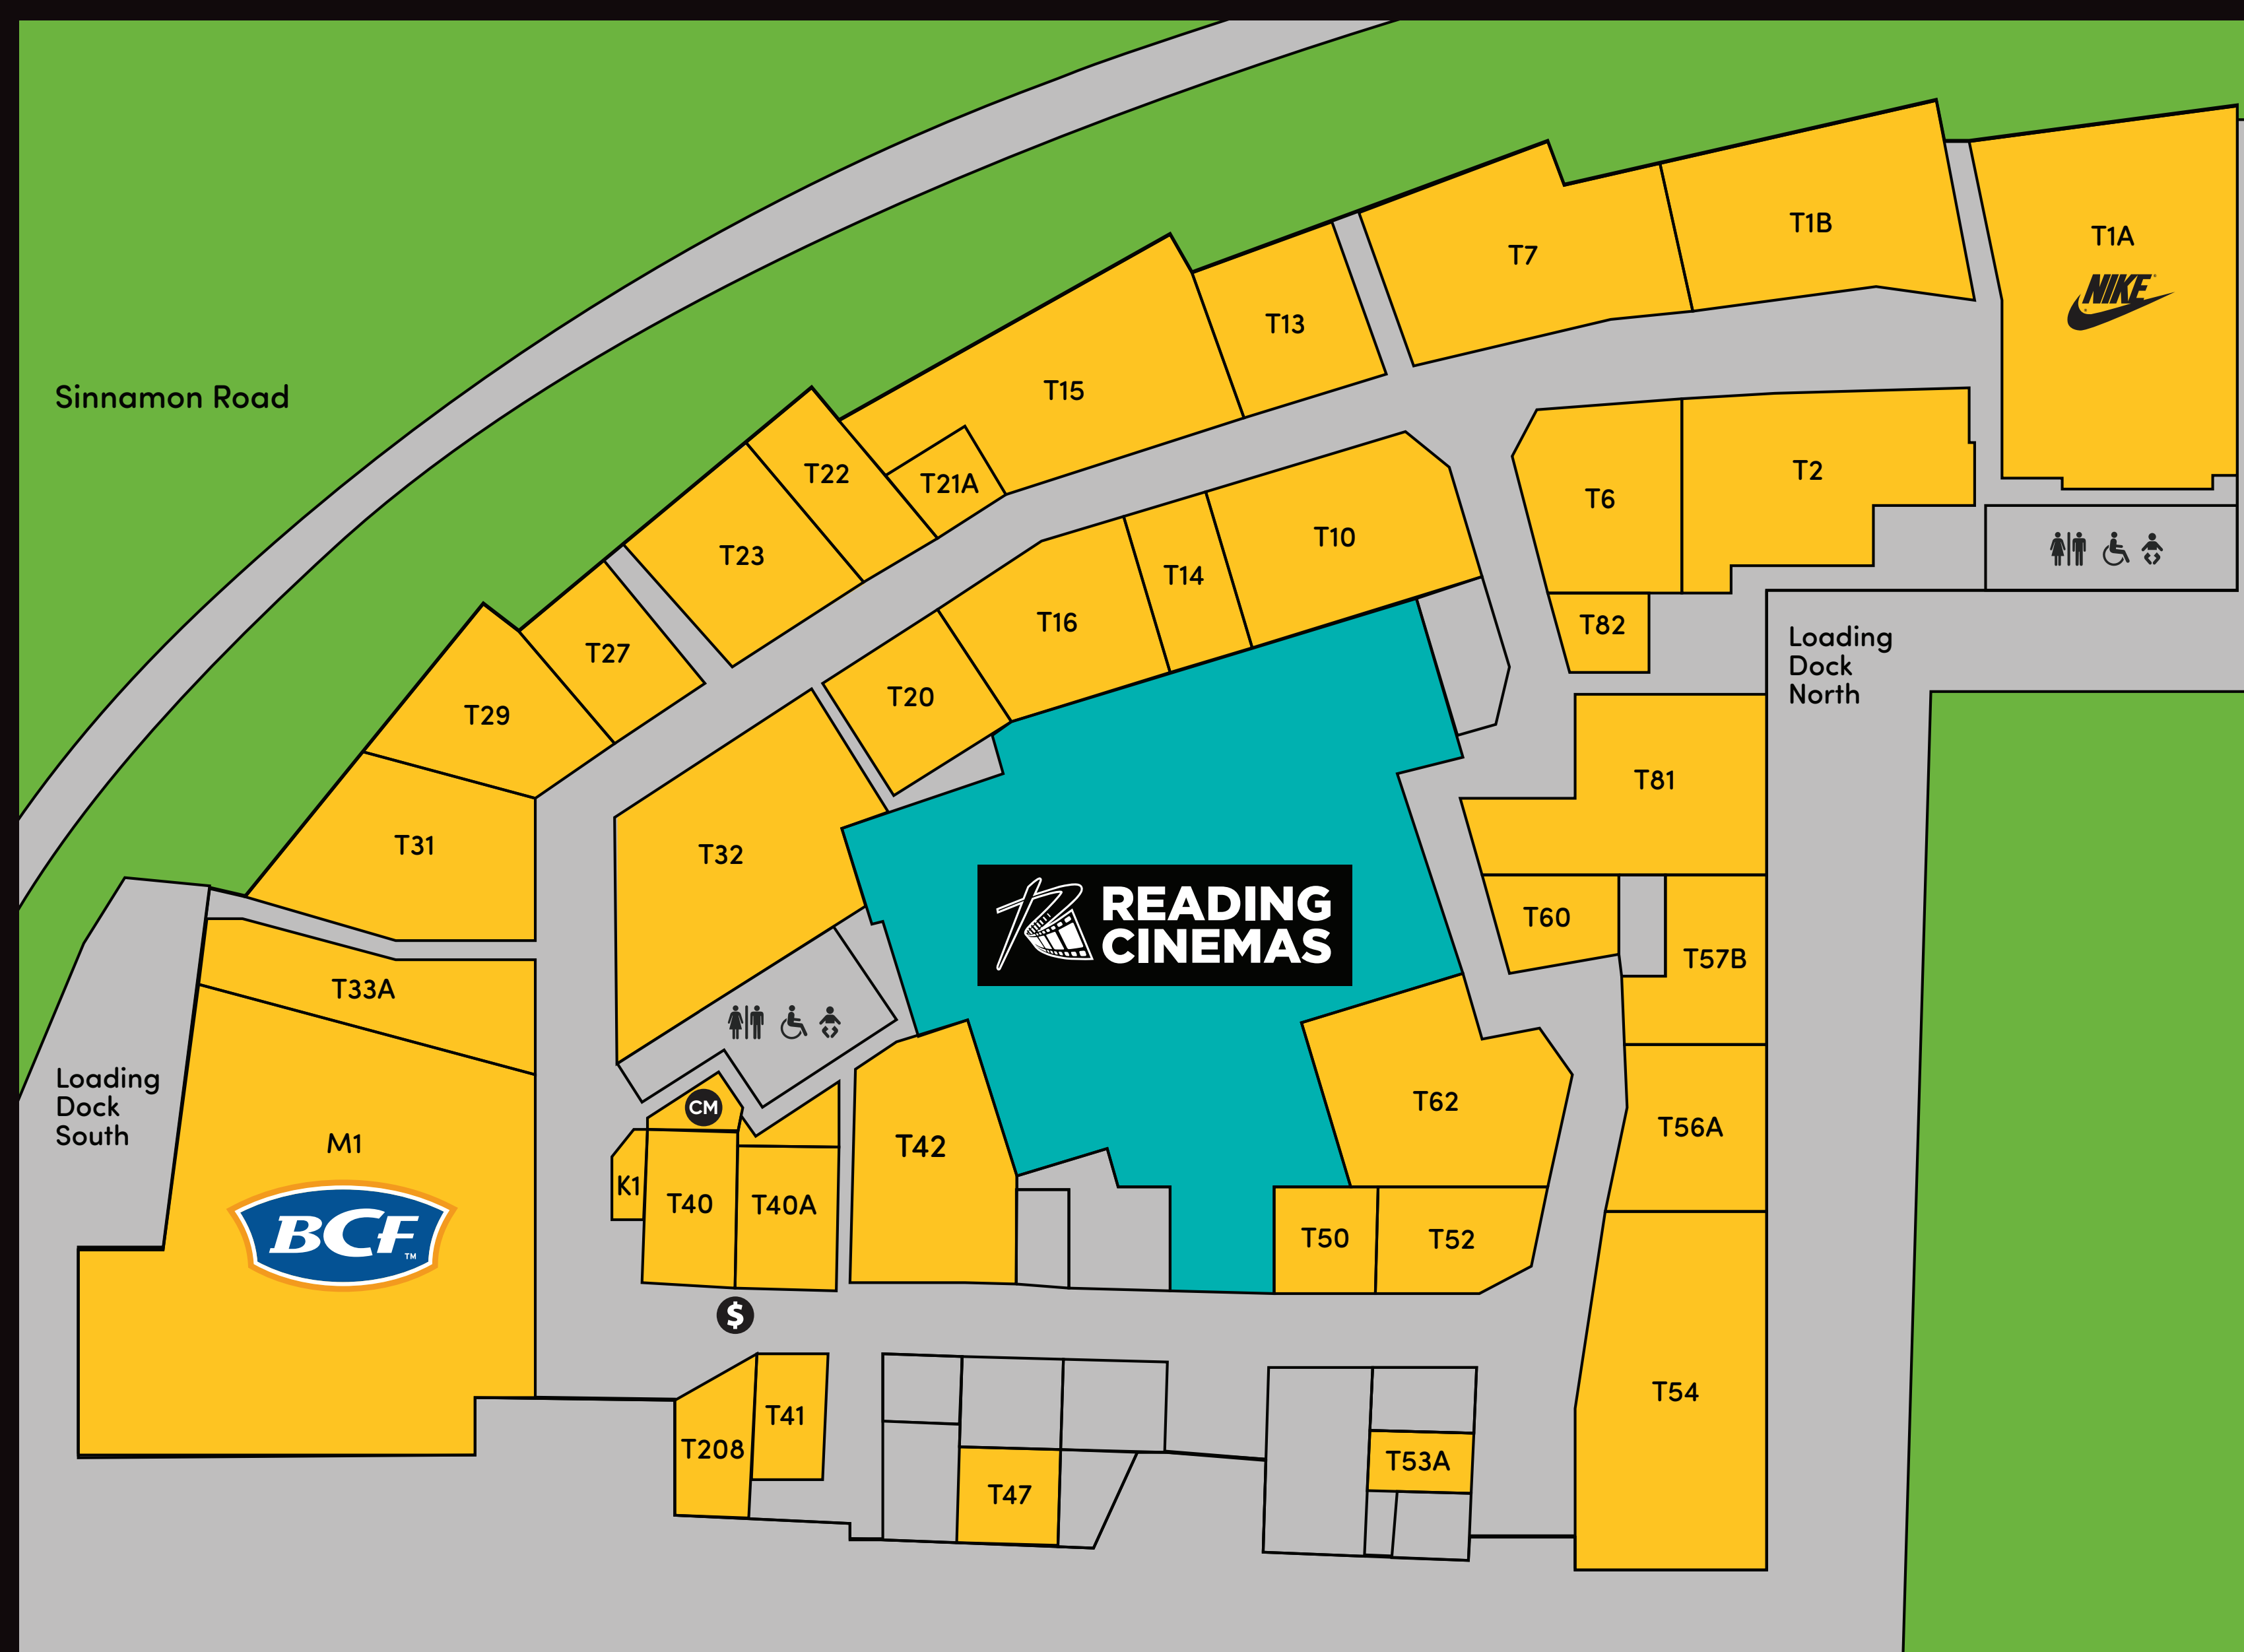 T1B
T1A
NIKE
T7
T13
T15
Sinnamon Road
T22
T21A
T2
T6
T10
T23
T14
T16
T82
Loading
Dock
North
T27
T20
T29
T81
T31
T32
READING
CINEMAS
T60
T57B
T33A
Loading
Dock
South
CM
T62
T56A
M1
T42
K1
T40
T40A
BCF
TM
T50
T52
$
T54
T41
T208
T53A
T47